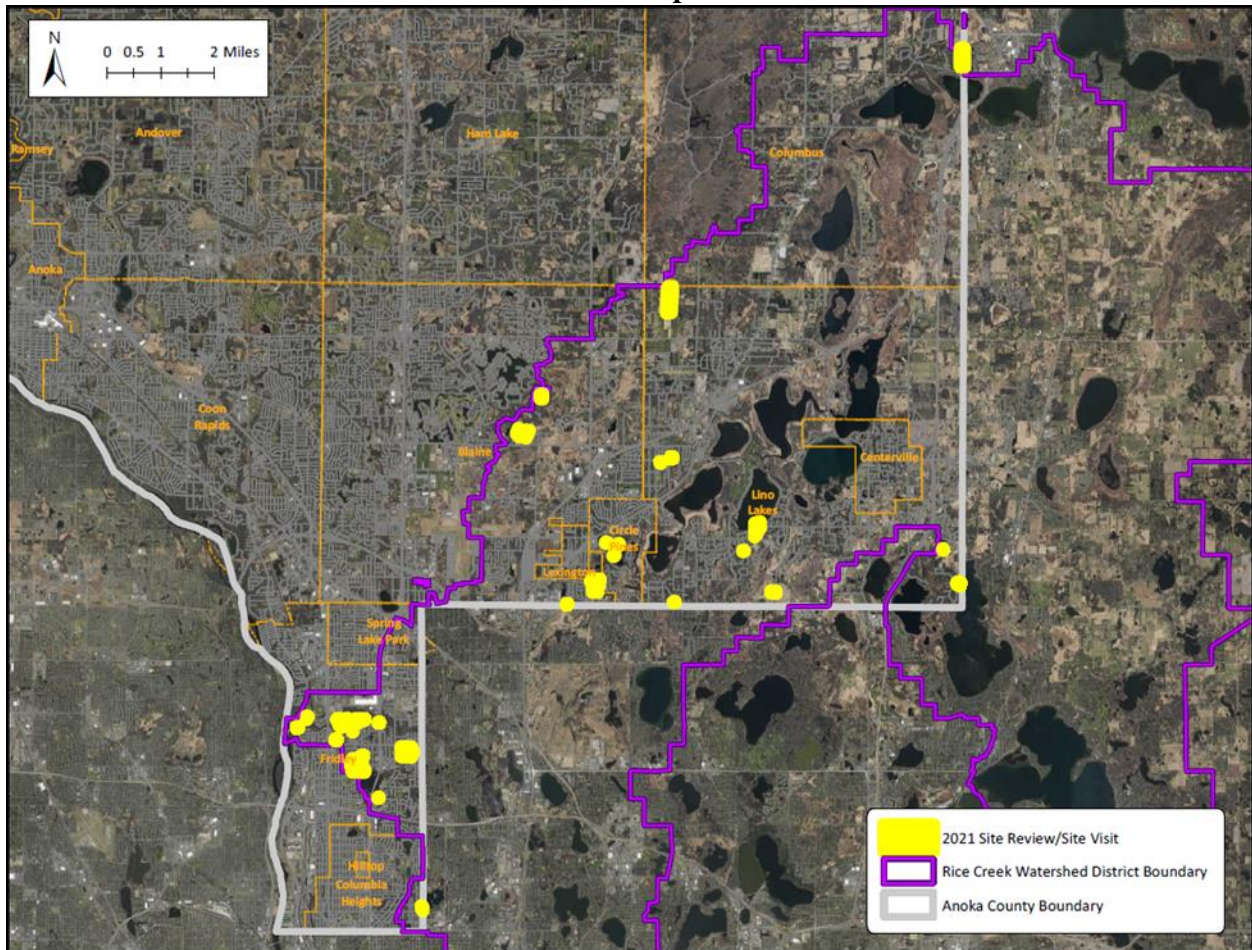 N
0 0.5 1 2 Miles
Andover
Ham Lake
Ramsey
Columbus
Anoka
Coon
Rapids
Blaine
Centerville
Lino
Lakes
Circle
Pines
Lexington
Spring
Lake Park
Fridley
Hilltop
Columbia
Heights
2021 Site Review/Site Visit
Rice Creek Watershed District Boundary
Anoka County Boundary